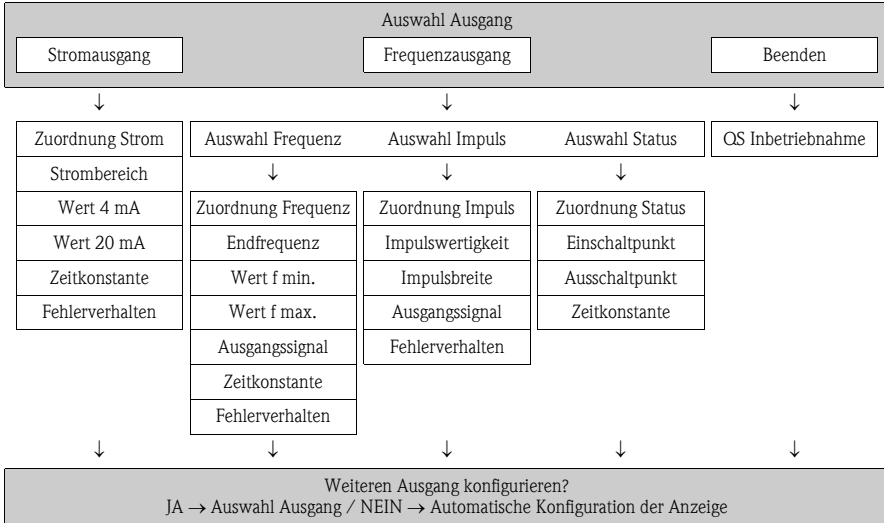 Auswahl Ausgang
Stromausgang Frequenzausgang Beenden
↓ ↓ ↓
Zuordnung Strom Auswahl Frequenz Auswahl Impuls Auswahl Status QS Inbetriebnahme
Strombereich ↓ ↓ ↓
Wert 4 mA Zuordnung Frequenz Zuordnung Impuls Zuordnung Status
Wert 20 mA Endfrequenz Impulswertigkeit Einschaltpunkt
Zeitkonstante Wert f min. Impulsbreite Ausschaltpunkt
Fehlerverhalten Wert f max. Ausgangssignal Zeitkonstante
Ausgangssignal Fehlerverhalten
Zeitkonstante
Fehlerverhalten
↓ ↓ ↓ ↓ ↓
Weiteren Ausgang konfigurieren?
JA → Auswahl Ausgang / NEIN → Automatische Konfiguration der Anzeige